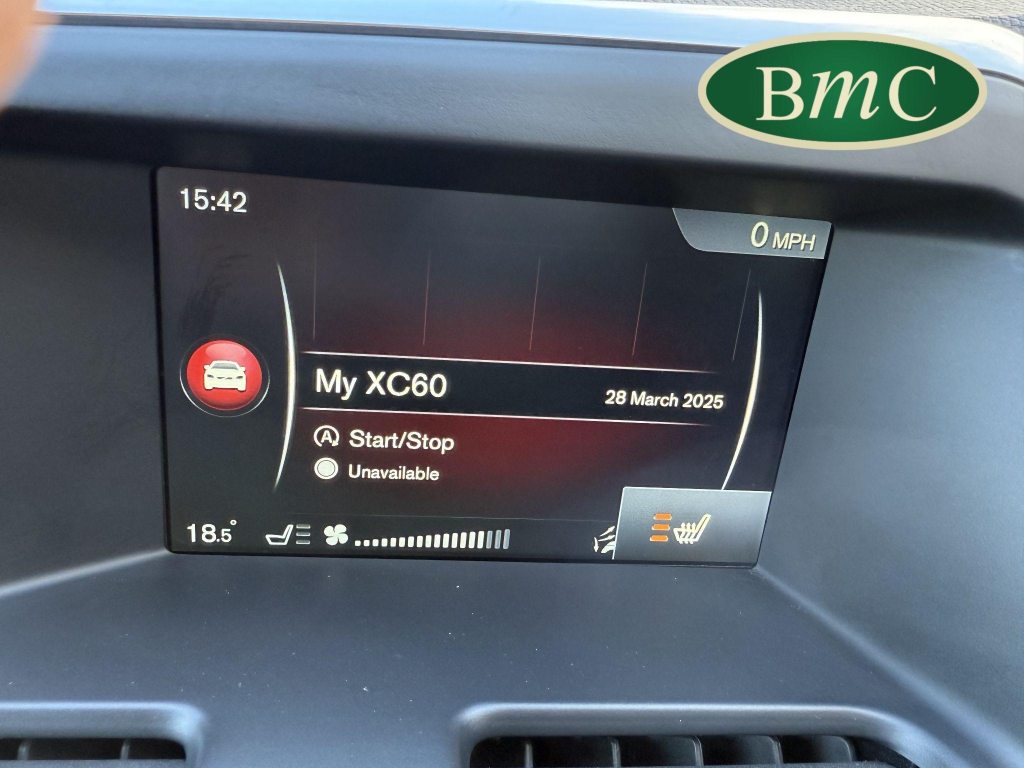 BmC
15:42
0 MPH
My XC60
28 March 2025
A Start/Stop
Unavailable
18.5°